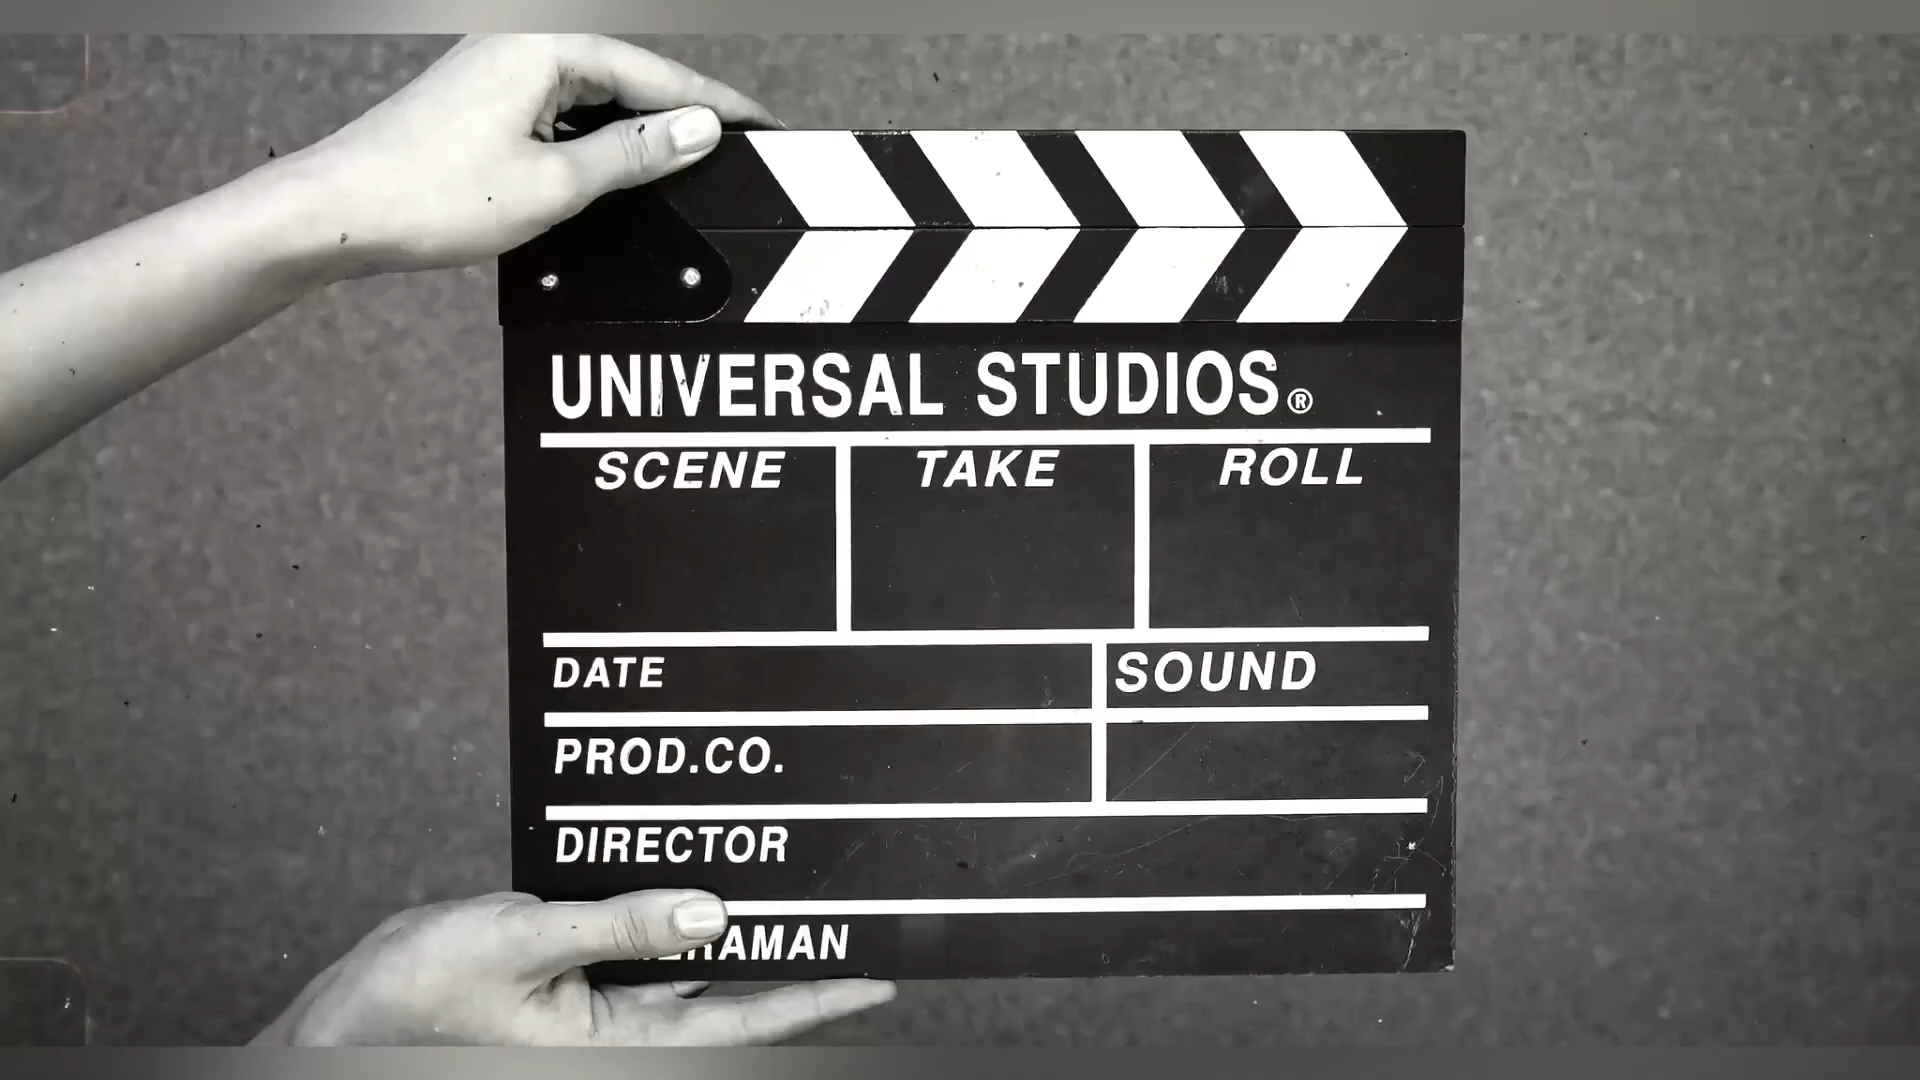 UNIVERSAL STUDIOS®
SCENE TAKE ROLL
DATE SOUND
PROD.CO.
DIRECTOR